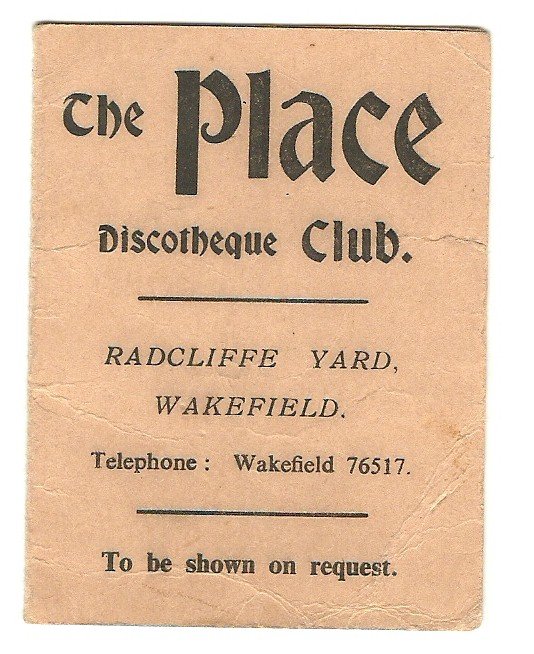 The Place
Discotheque Club.
RADCLIFFE YARD,
WAKEFIELD.
Telephone : Wakefield 76517.
To be shown on request.